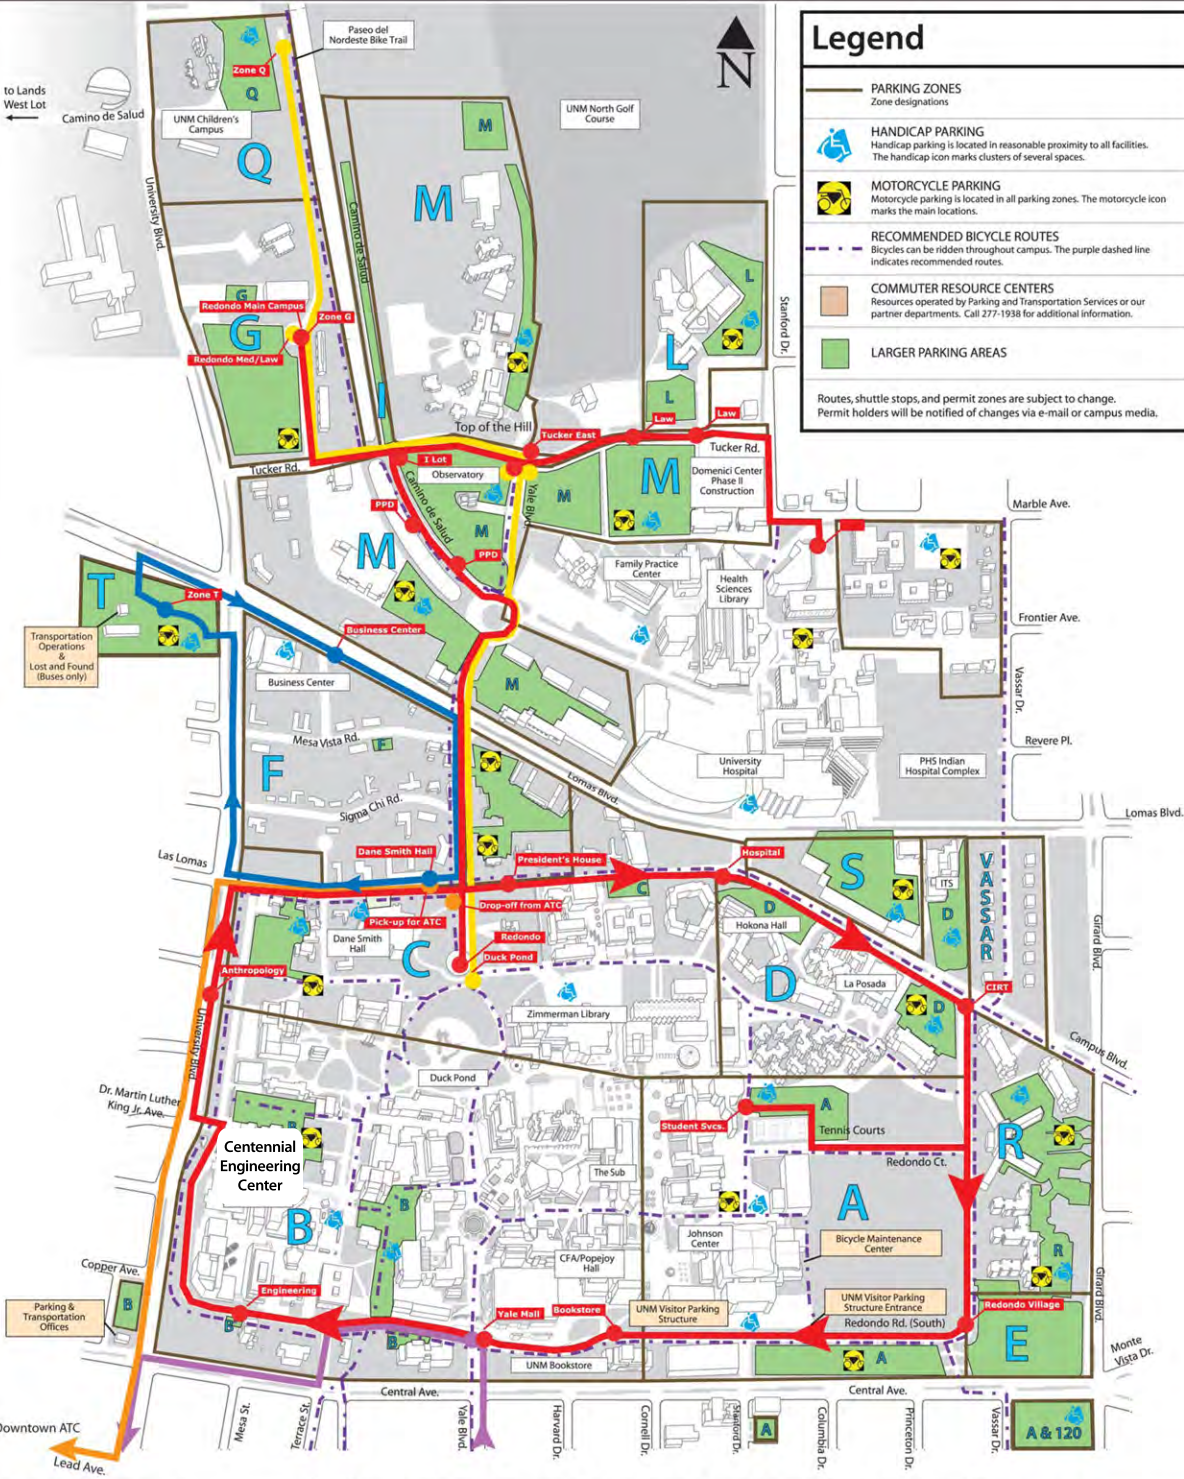 Legend
PARKING ZONES
Zone designations
HANDICAP PARKING
Handicap parking is located in reasonable proximity to all facilities.
The handicap icon marks clusters of several spaces.
MOTORCYCLE PARKING
Motorcycle parking is located in all parking zones. The motorcycle icon
marks the main locations.
RECOMMENDED BICYCLE ROUTES
Bicycles can be ridden throughout campus. The purple dashed line
indicates recommended routes.
COMMUTER RESOURCE CENTERS
Resources operated by Parking and Transportation Services or our
partner departments. Call 277-1938 for additional information.
LARGER PARKING AREAS
Routes, shuttle stops, and permit zones are subject to change.
Permit holders will be notified of changes via e-mail or campus media.
N
Paseo del
Nordeste Bike Trail
Zone Q
Q
to Lands
West Lot
Camino de Salud
UNM Children's
Campus
Q
M
UNM North Golf
Course
University Blvd.
Camino de Salud
M
G
Redondo Main Campus
Zone G
G
Redondo Med/Law
L
L
L
Stanford Dr.
I
Top of the Hill
Tucker East
Law
Law
Tucker Rd.
Tucker Rd.
I Lot
Observatory
Camino de Salud
Yale Blvd.
M
M
M
Domenici Center
Phase II
Construction
Marble Ave.
PPD
PPD
M
Family Practice
Center
Health
Sciences
Library
Frontier Ave.
T
Zone T
Transportation
Operations
&
Lost and Found
(Buses only)
Business Center
Business Center
M
Vassar Dr.
Mesa Vista Rd.
F
F
Sigma Chi Rd.
Lomas Blvd.
University
Hospital
PHS Indian
Hospital Complex
Revere Pl.
Lomas Blvd.
Las Lomas
Dane Smith Hall
President's House
Hospital
C
S
ITS
VASSAR
D
Pick-up for ATC
Drop-off from ATC
Dane Smith
Hall
C
Redondo
Duck Pond
D
Hokona Hall
D
La Posada
D
CIRT
Girard Blvd.
Anthropology
University Blvd.
Zimmerman Library
Campus Blvd.
Duck Pond
Dr. Martin Luther
King Jr. Ave.
B
Centennial
Engineering
Center
Student Svcs.
A
Tennis Courts
Redondo Ct.
R
The Sub
B
B
A
Johnson
Center
Bicycle Maintenance
Center
CFA/Popejoy
Hall
R
Copper Ave.
B
Parking &
Transportation
Offices
Engineering
B
B
Yale Mall
Bookstore
UNM Visitor Parking
Structure
UNM Visitor Parking
Structure Entrance
Redondo Rd. (South)
Redondo Village
E
Girard Blvd.
Monte
Vista Dr.
UNM Bookstore
A
Central Ave.
Central Ave.
Downtown ATC
Lead Ave.
Mesa St.
Terrace St.
Yale Blvd.
Harvard Dr.
Cornell Dr.
Stanford Dr.
A
Columbia Dr.
Princeton Dr.
Vassar Dr.
A & 120